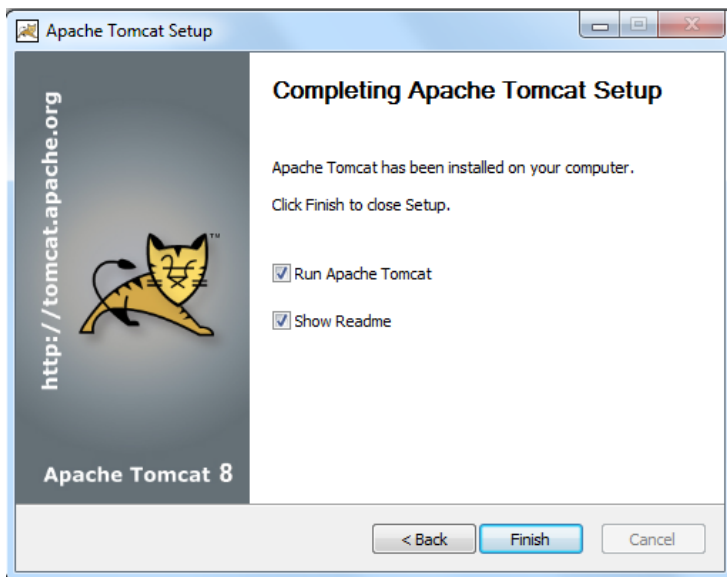 Apache Tomcat Setup
http://tomcat.apache.org
TM
Apache Tomcat 8
Completing Apache Tomcat Setup
Apache Tomcat has been installed on your computer.
Click Finish to close Setup.
Run Apache Tomcat
Show Readme
< Back
Finish
Cancel